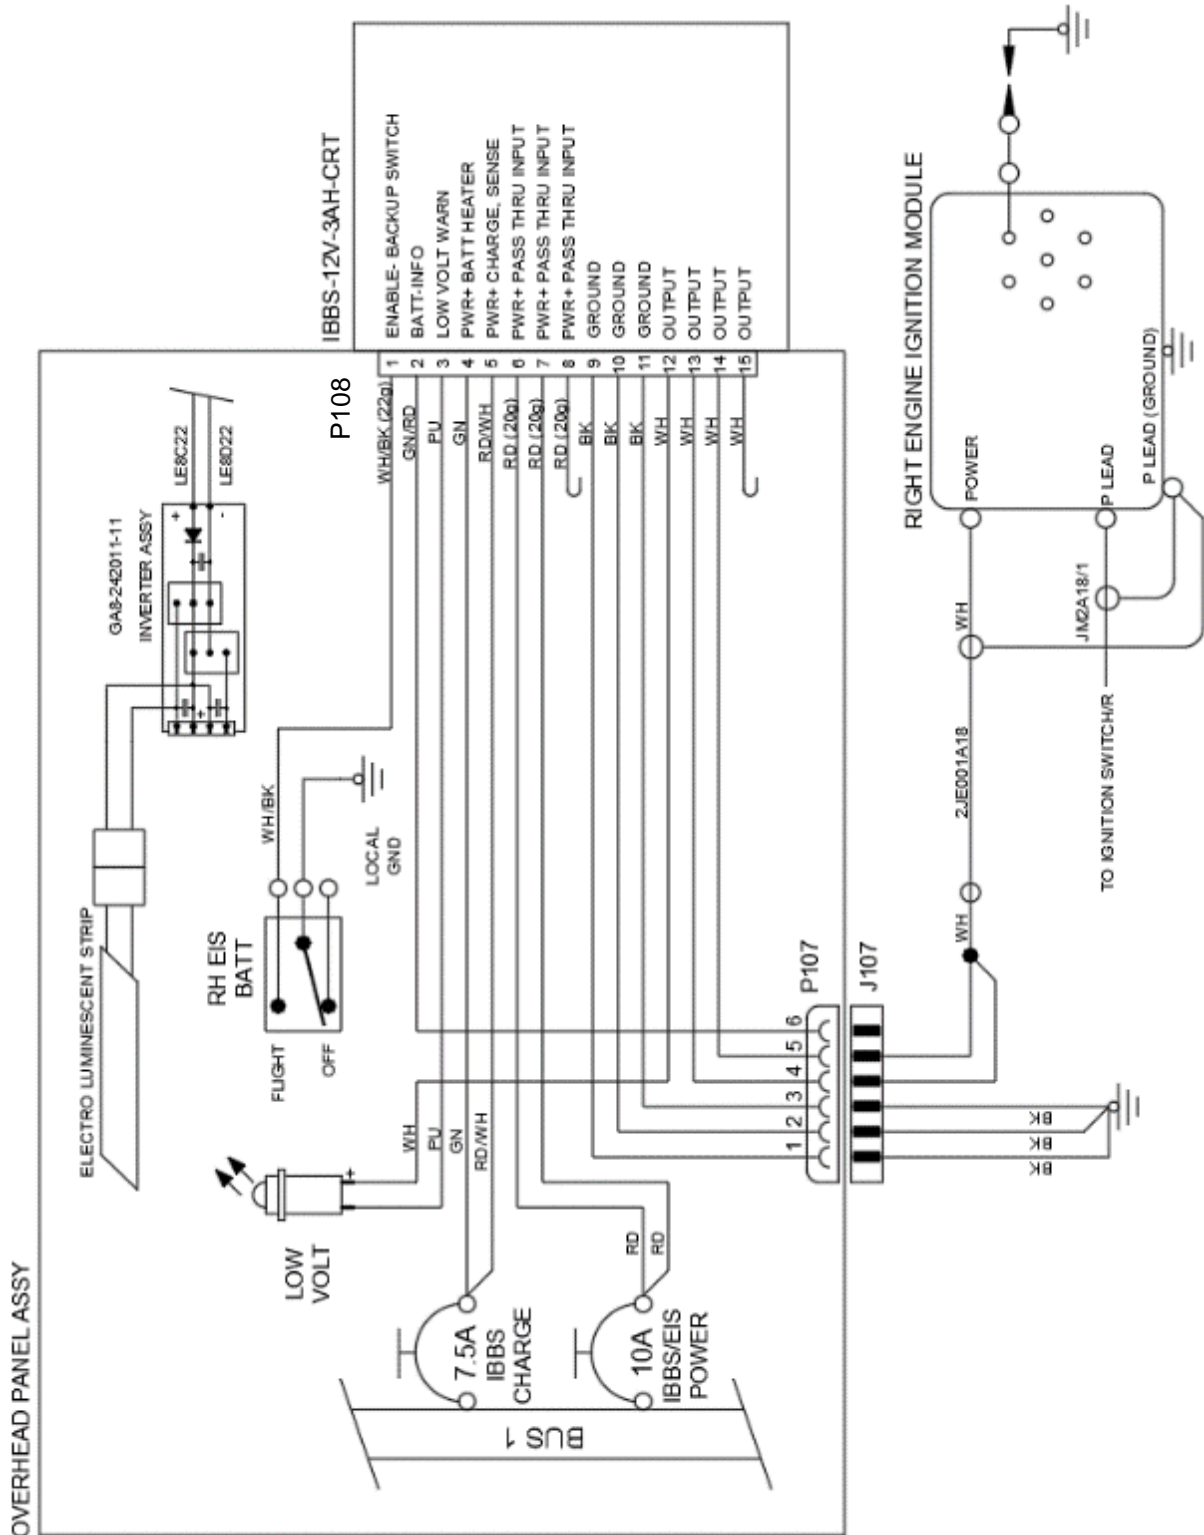 OVERHEAD PANEL ASSY
ELECTRO LUMINESCENT STRIP
GA8-242011-11
INVERTER ASSY
+
-
+
LE8C22
LE8D22
IBBS-12V-3AH-CRT
P108
1 ENABLE- BACKUP SWITCH
2 BATT-INFO
3 LOW VOLT WARN
4 PWR+ BATT HEATER
5 PWR+ CHARGE, SENSE
6 PWR+ PASS THRU INPUT
7 PWR+ PASS THRU INPUT
8 PWR+ PASS THRU INPUT
9 GROUND
10 GROUND
11 GROUND
12 OUTPUT
13 OUTPUT
14 OUTPUT
15 OUTPUT
WH/BK (22g)
GN/RD
PU
GN
RD/WH
RD (20g)
RD (20g)
RD (20g)
BK
BK
BK
WH
WH
WH
WH
RH EIS
BATT
FLIGHT
OFF
WH/BK
LOCAL
GND
LOW
VOLT
+
WH
PU
GN
RD/WH
7.5A
IBBS
CHARGE
10A
IBBS/EIS
POWER
RD
RD
BUS 1
P107
1 2 3 4 5 6
J107
BK
BK
BK
WH
2JE001A18
WH
RIGHT ENGINE IGNITION MODULE
POWER
P LEAD
P LEAD (GROUND)
JM2A18/1
TO IGNITION SWITCH/R